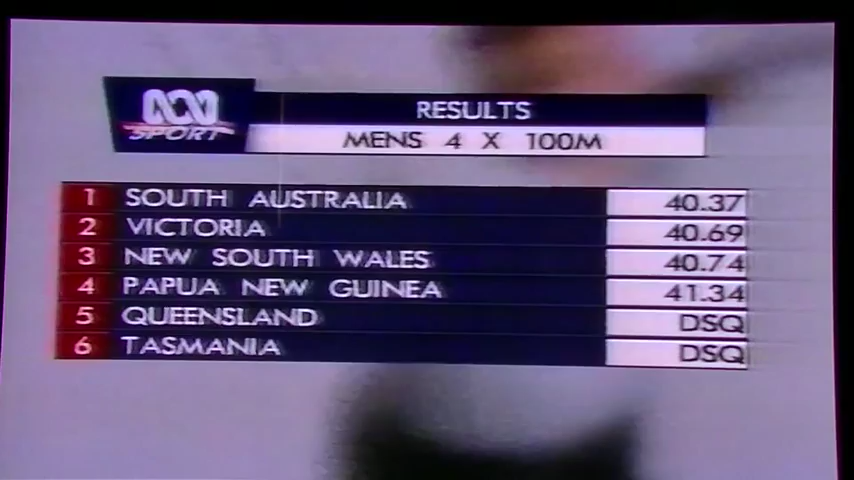 ABC
SPORT
RESULTS
MENS 4 X 100M
1 SOUTH AUSTRALIA 40.37
2 VICTORIA 40.69
3 NEW SOUTH WALES 40.74
4 PAPUA NEW GUINEA 41.34
5 QUEENSLAND DSQ
6 TASMANIA DSQ